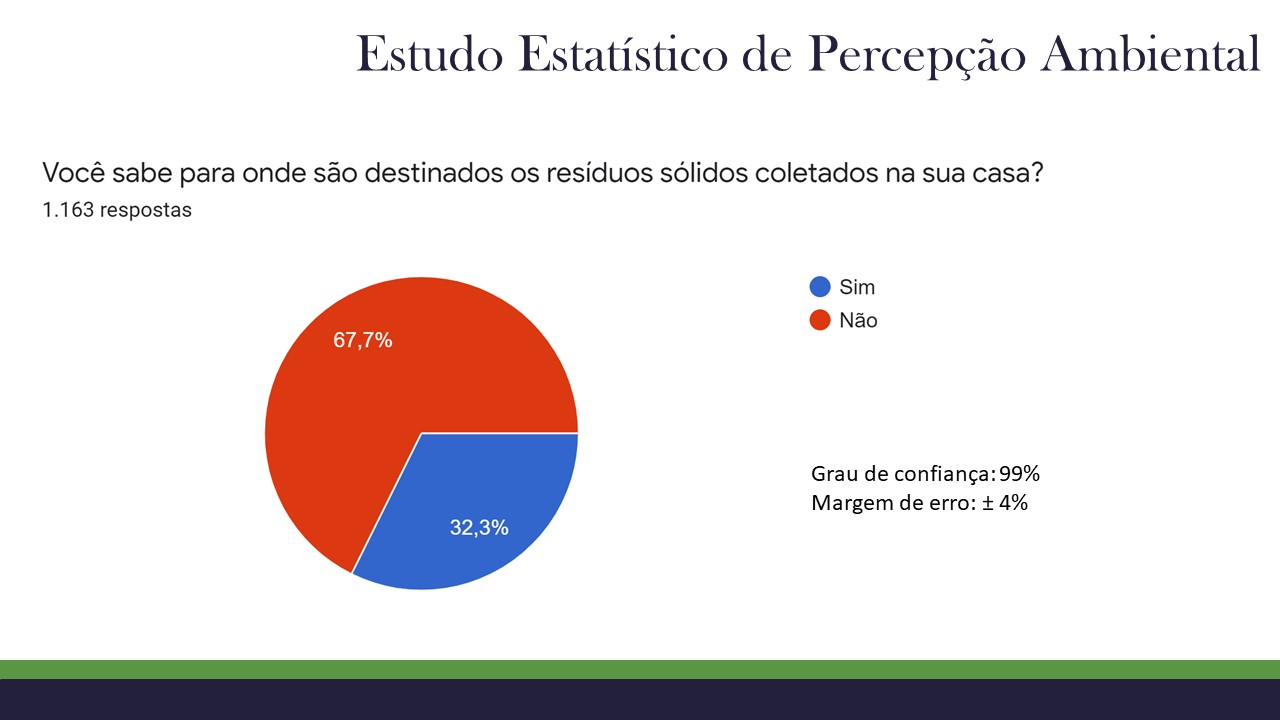 Estudo Estatístico de Percepção Ambiental
Você sabe para onde são destinados os resíduos sólidos coletados na sua casa?
1.163 respostas
Sim
Não
67,7%
32,3%
Grau de confiança: 99%
Margem de erro: ± 4%